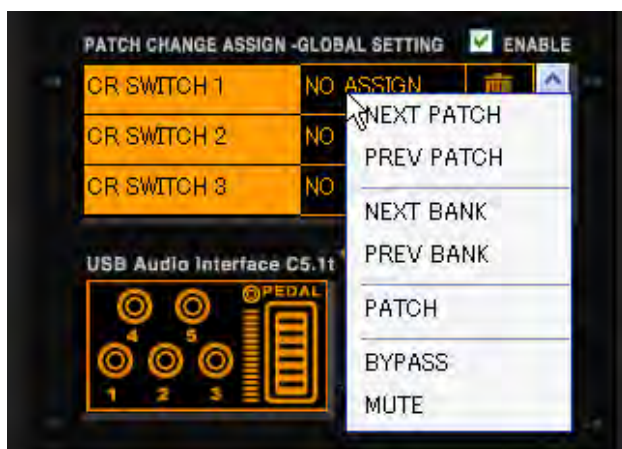 PATCH CHANGE ASSIGN -GLOBAL SETTING ENABLE
CR SWITCH 1 NO ASSIGN
CR SWITCH 2 NO
CR SWITCH 3 NO
NEXT PATCH
PREV PATCH
NEXT BANK
PREV BANK
PATCH
BYPASS
MUTE
USB Audio Interface C5.1t
PEDAL
4 5
1 2 3